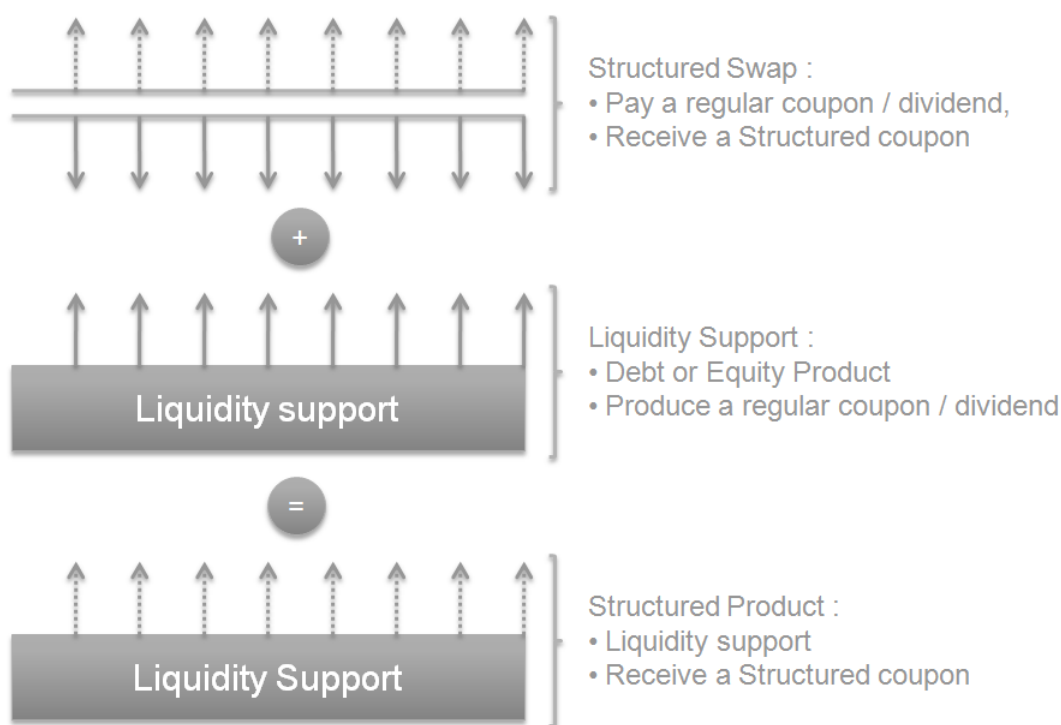 Structured Swap :
• Pay a regular coupon / dividend,
• Receive a Structured coupon
+
Liquidity Support :
• Debt or Equity Product
• Produce a regular coupon / dividend
Liquidity support
=
Structured Product :
• Liquidity support
• Receive a Structured coupon
Liquidity Support